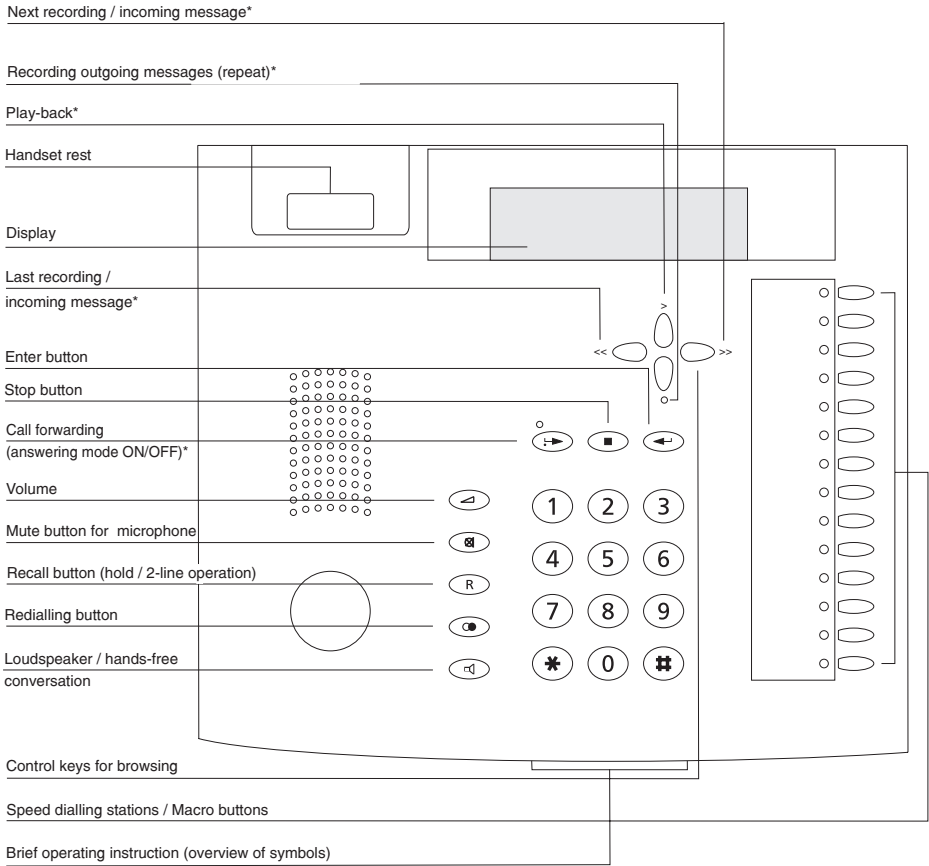 Next recording / incoming message*
Recording outgoing messages (repeat)*
Play-back*
Handset rest
Display
Last recording /
incoming message*
>
<< >>
Enter button
Stop button
Call forwarding
(answering mode ON/OFF)*
Volume
1 2 3
Mute button for microphone
4 5 6
Recall button (hold / 2-line operation)
R
Redialling button
7 8 9
Loudspeaker / hands-free
conversation
* 0 #
Control keys for browsing
Speed dialling stations / Macro buttons
Brief operating instruction (overview of symbols)